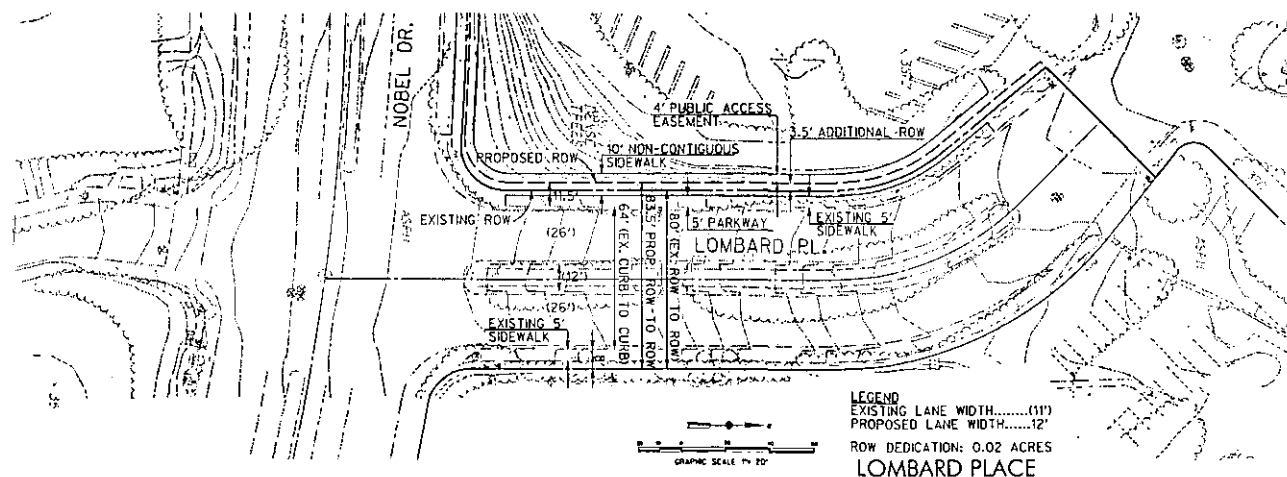 NOBEL DR.
4' PUBLIC ACCESS
EASEMENT
3.5' ADDITIONAL ROW
10' NON-CONTIGUOUS
SIDEWALK
PROPOSED ROW
11.5'
EXISTING ROW
(26')
5' PARKWAY
EXISTING 5'
SIDEWALK
LOMBARD PL.
(12')
(26')
64' (EX. CURB TO CURB)
83.5' PROP. ROW TO ROW
80' (EX. ROW TO ROW)
EXISTING 5'
SIDEWALK
8'
LEGEND
EXISTING LANE WIDTH........(11')
PROPOSED LANE WIDTH......12'
ROW DEDICATION: 0.02 ACRES
LOMBARD PLACE
GRAPHIC SCALE 1"= 20'